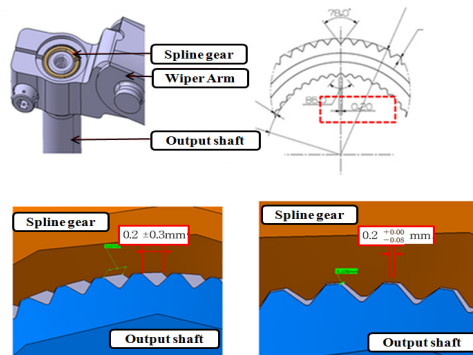 Spline gear
Wiper Arm
Output shaft
78.0°
0.20
Spline gear
0.2 ±0.3mm
Output shaft
Spline gear
0.2 +0.00 -0.08 mm
Output shaft